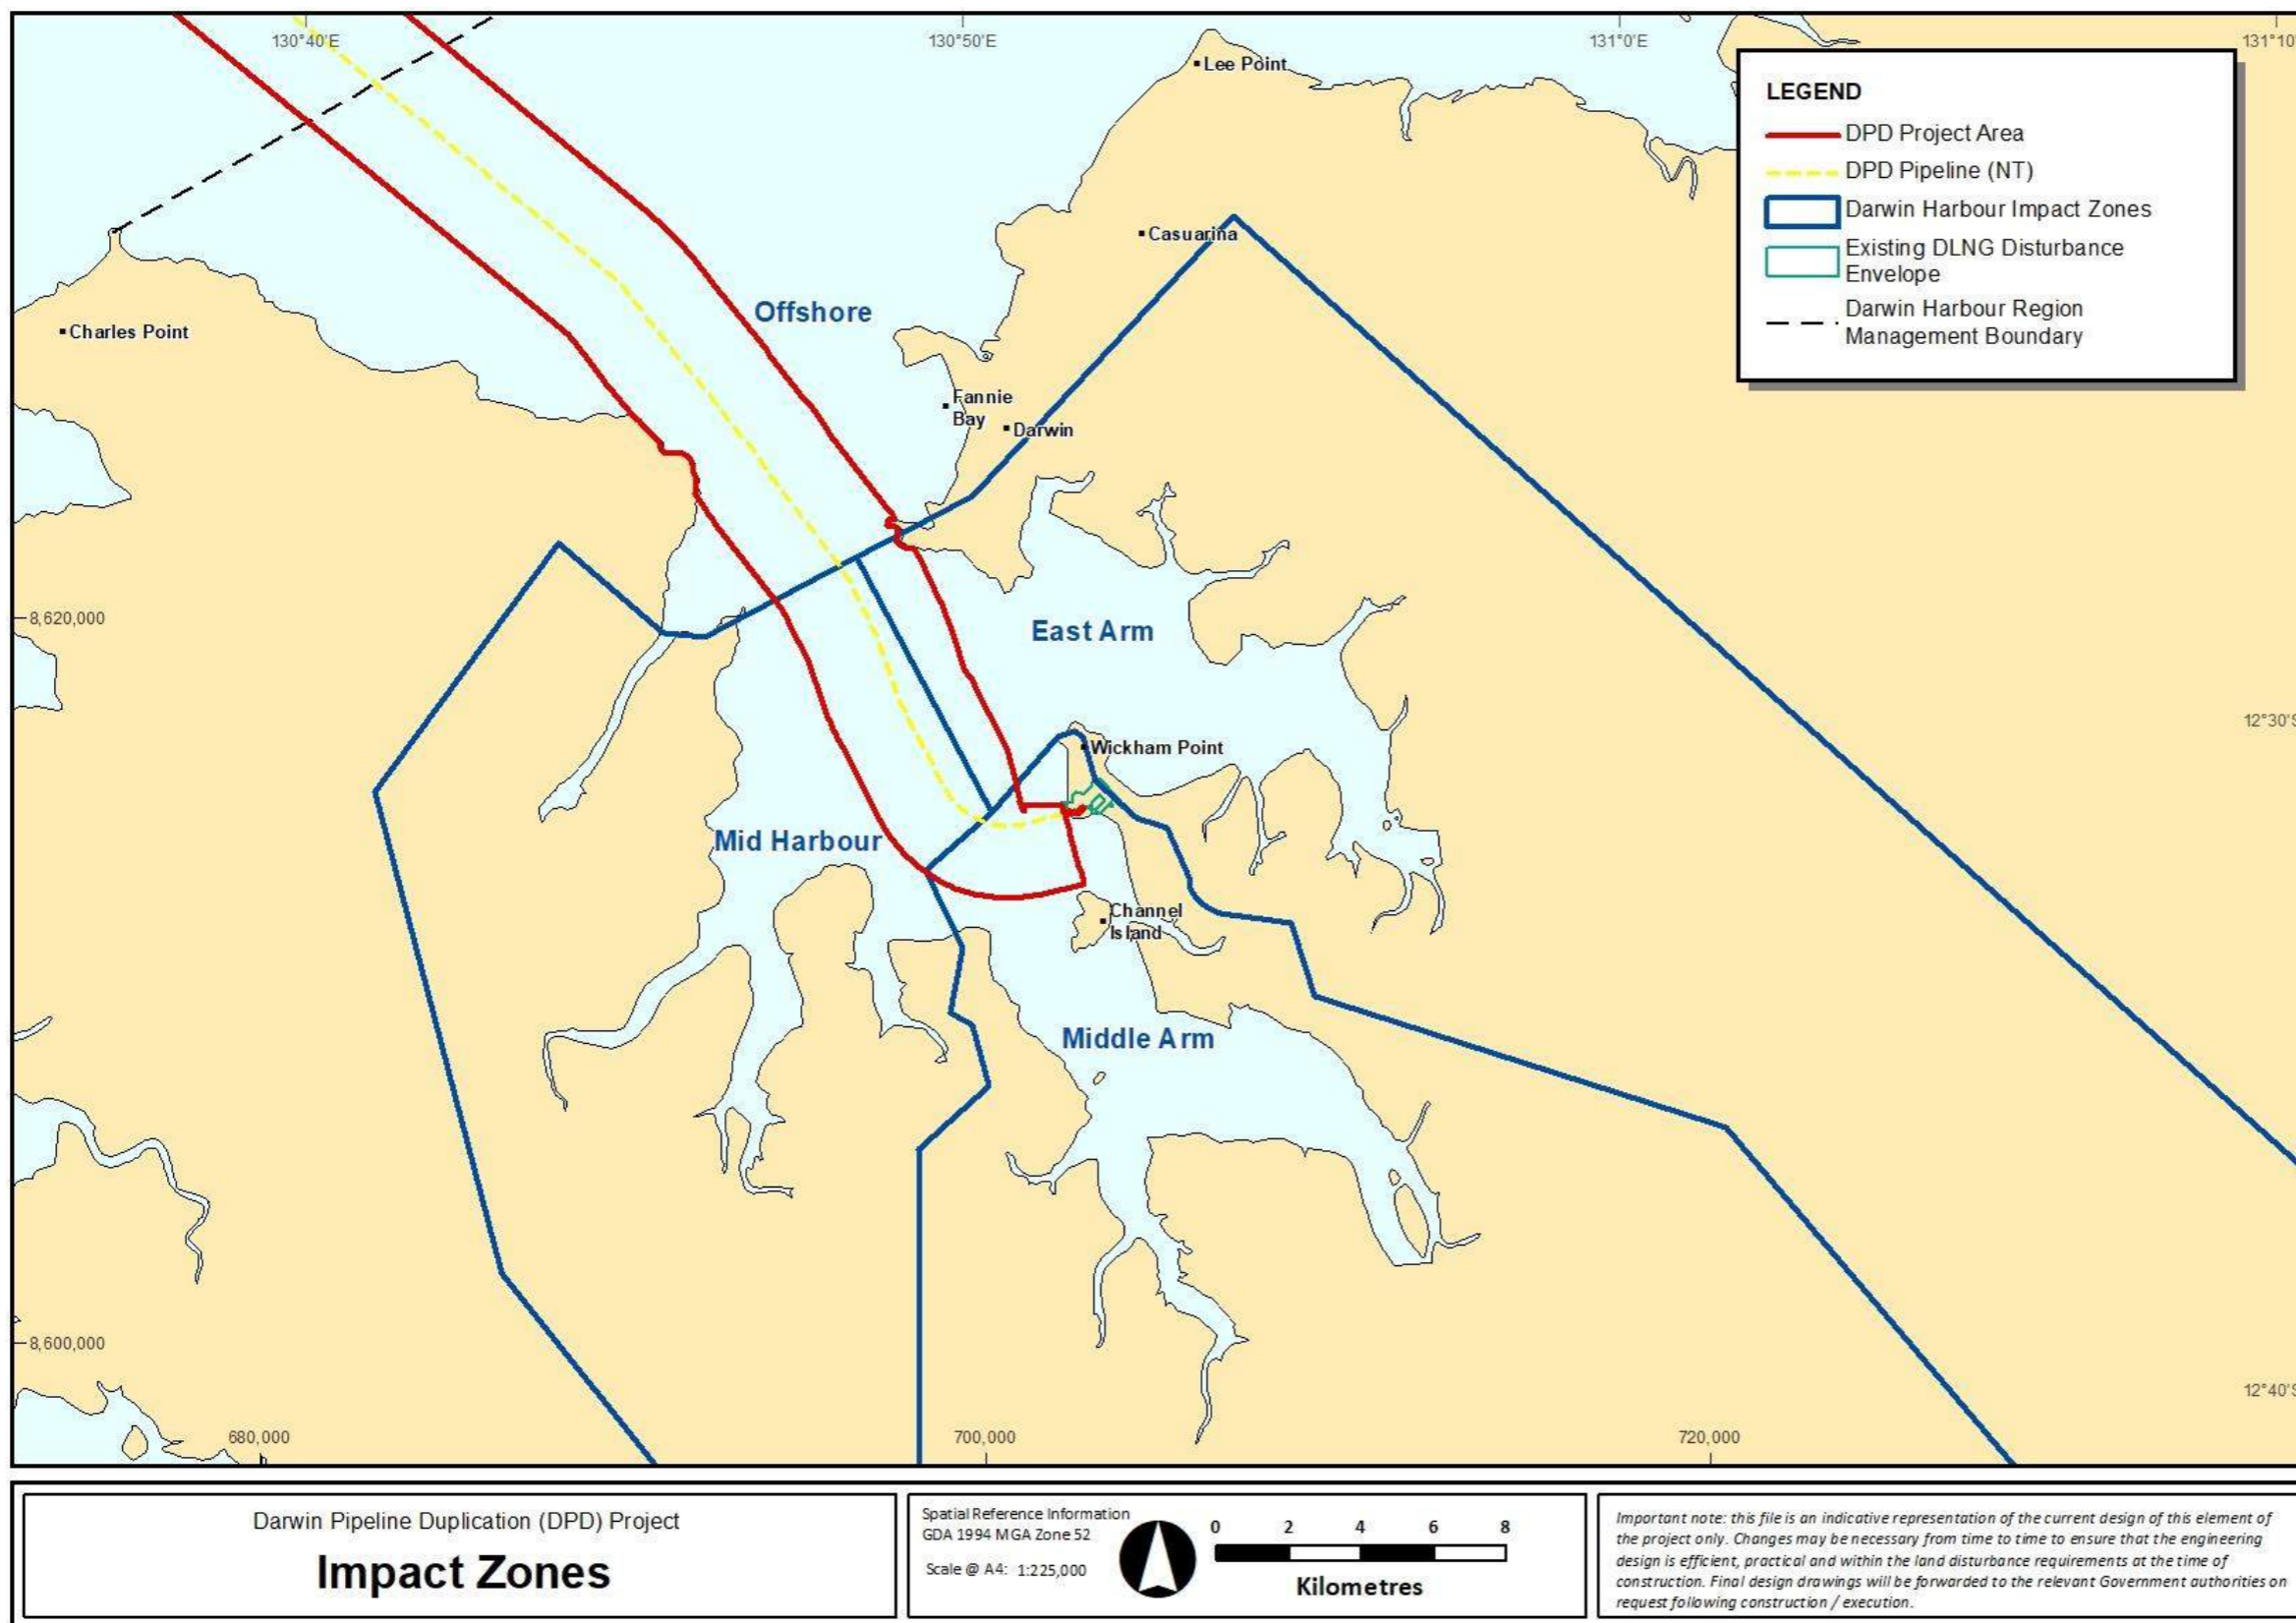 130°40'E
130°50'E
131°0'E
131°10'
Lee Point
LEGEND
DPD Project Area
DPD Pipeline (NT)
Darwin Harbour Impact Zones
Existing DLNG Disturbance
Envelope
Darwin Harbour Region
Management Boundary
Casuarina
Offshore
Charles Point
Fannie
Bay
Darwin
8,620,000
East Arm
12°30'S
Wickham Point
Mid Harbour
Channel
Island
Middle Arm
8,600,000
12°40'S
680,000
700,000
720,000
Darwin Pipeline Duplication (DPD) Project
Impact Zones
Spatial Reference Information
GDA 1994 MGA Zone 52
Scale @ A4: 1:225,000
0 2 4 6 8
Kilometres
Important note: this file is an indicative representation of the current design of this element of
the project only. Changes may be necessary from time to time to ensure that the engineering
design is efficient, practical and within the land disturbance requirements at the time of
construction. Final design drawings will be forwarded to the relevant Government authorities on
request following construction / execution.